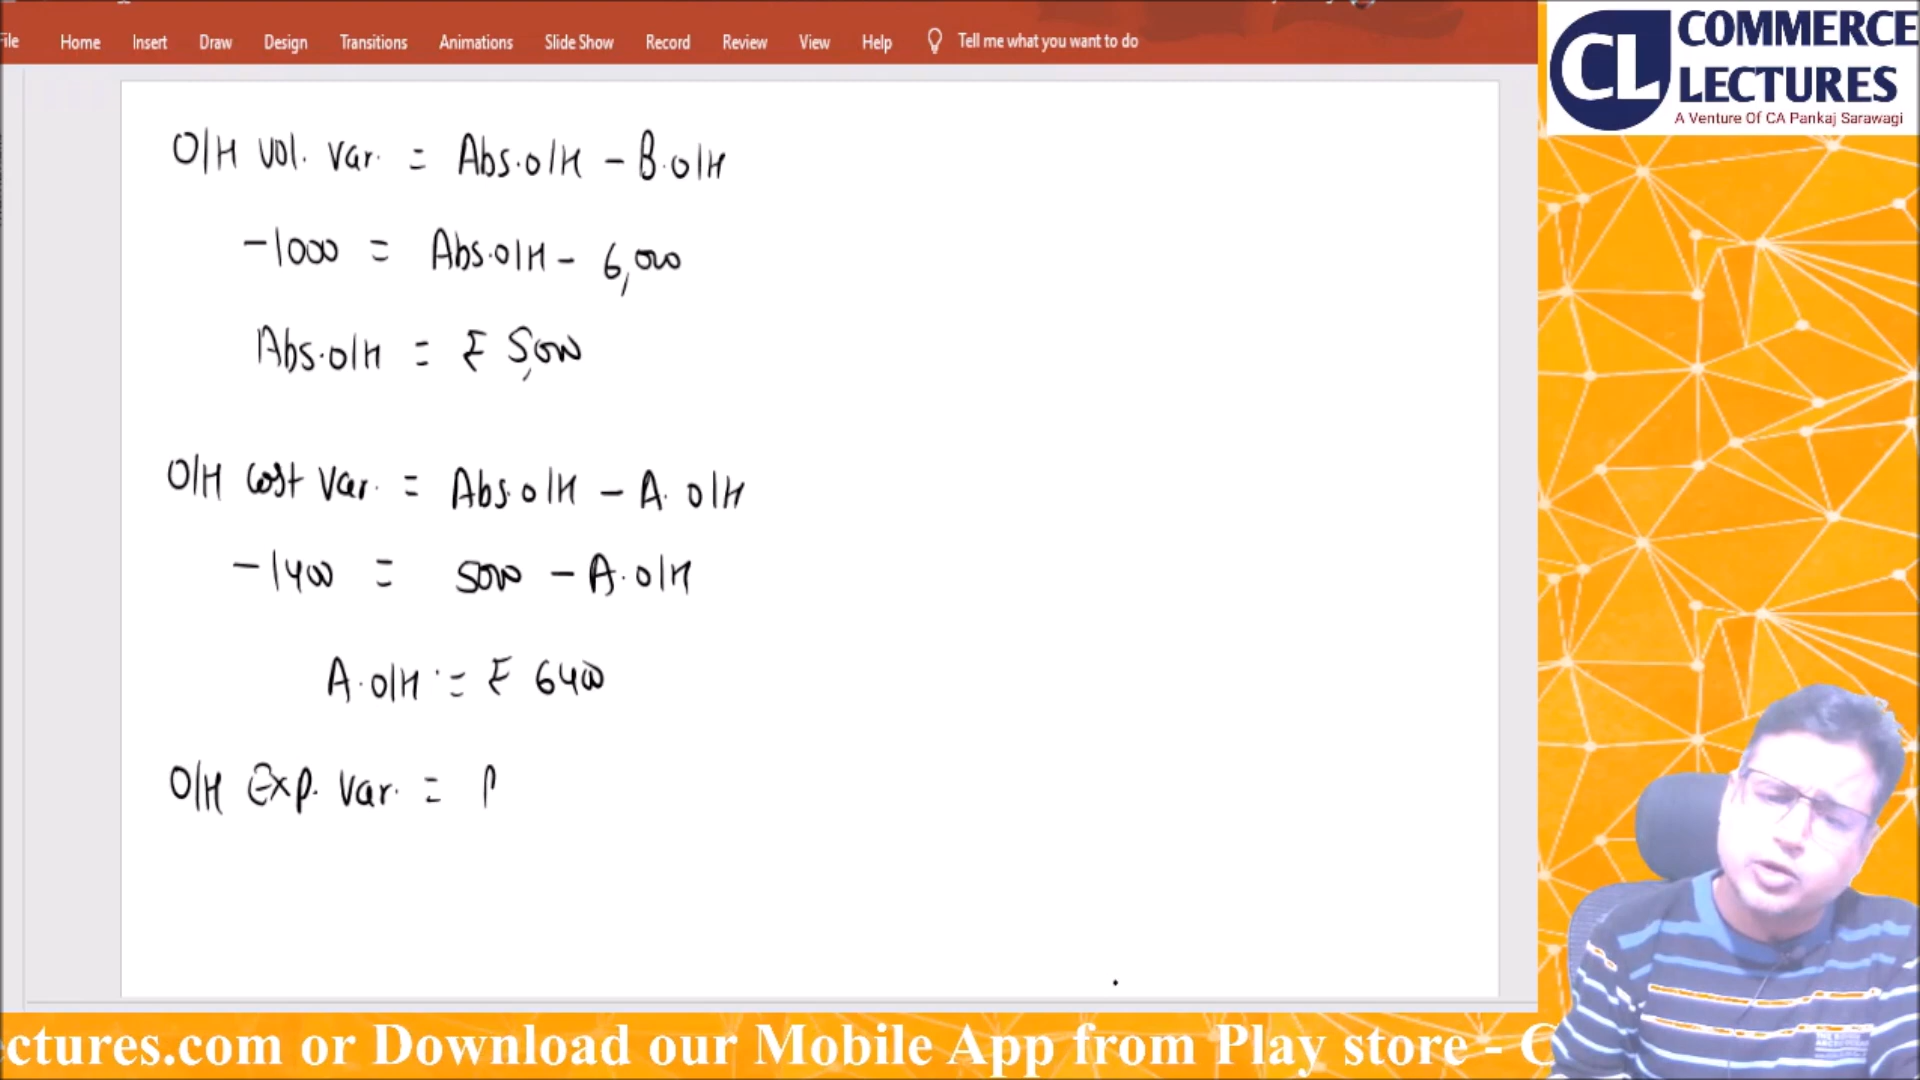 File Home Insert Draw Design Transitions Animations Slide Show Record Review View Help Tell me what you want to do
CL COMMERCE LECTURES
A Venture Of CA Pankaj Sarawagi
O/H Vol. Var. = Abs. O/H - B. O/H
-1000 = Abs. O/H - 6,000
Abs. O/H = ₹ 5,000
O/H Cost Var. = Abs. O/H - A. O/H
-1400 = 5000 - A. O/H
A. O/H = ₹ 6400
O/H Exp. Var. =
ctures.com or Download our Mobile App from Play store - C